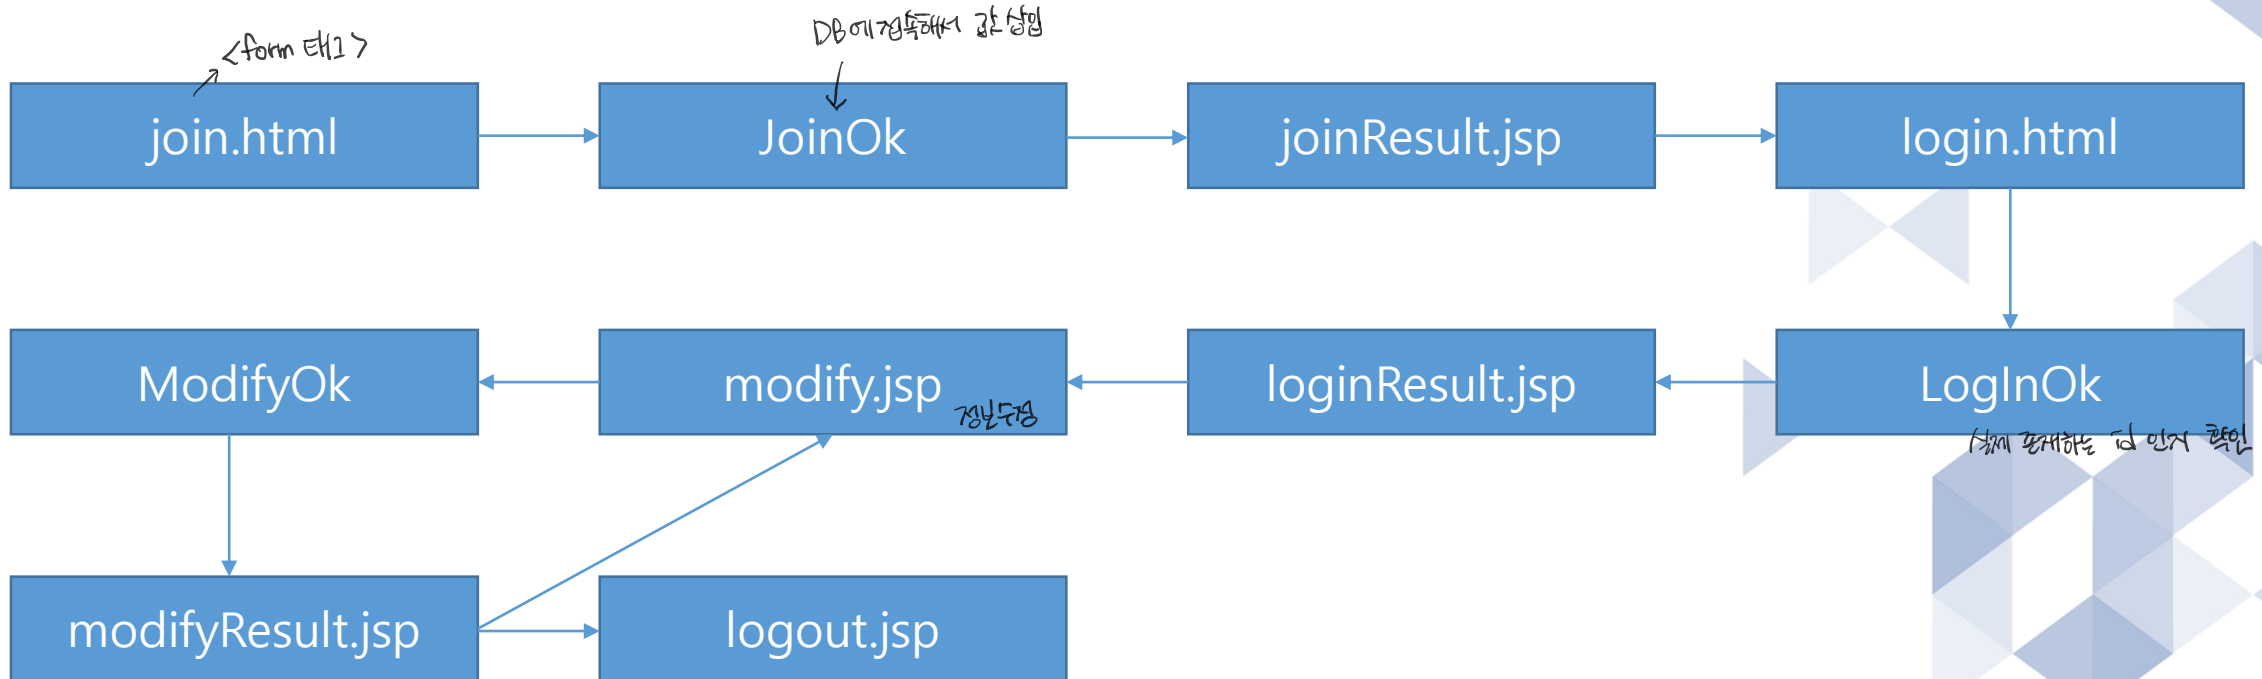 <form 태그>
DB에 접속해서 값 삽입
join.html
JoinOk
joinResult.jsp
login.html
ModifyOk
modify.jsp
정보수정
loginResult.jsp
LogInOk
실제 존재하는 id 인지 확인
modifyResult.jsp
logout.jsp